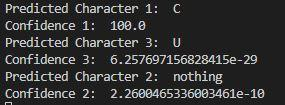 Predicted Character 1:  C
Confidence 1:  100.0
Predicted Character 3:  U
Confidence 3:  6.257697156828415e-29
Predicted Character 2:  nothing
Confidence 2:  2.2600465336003461e-10